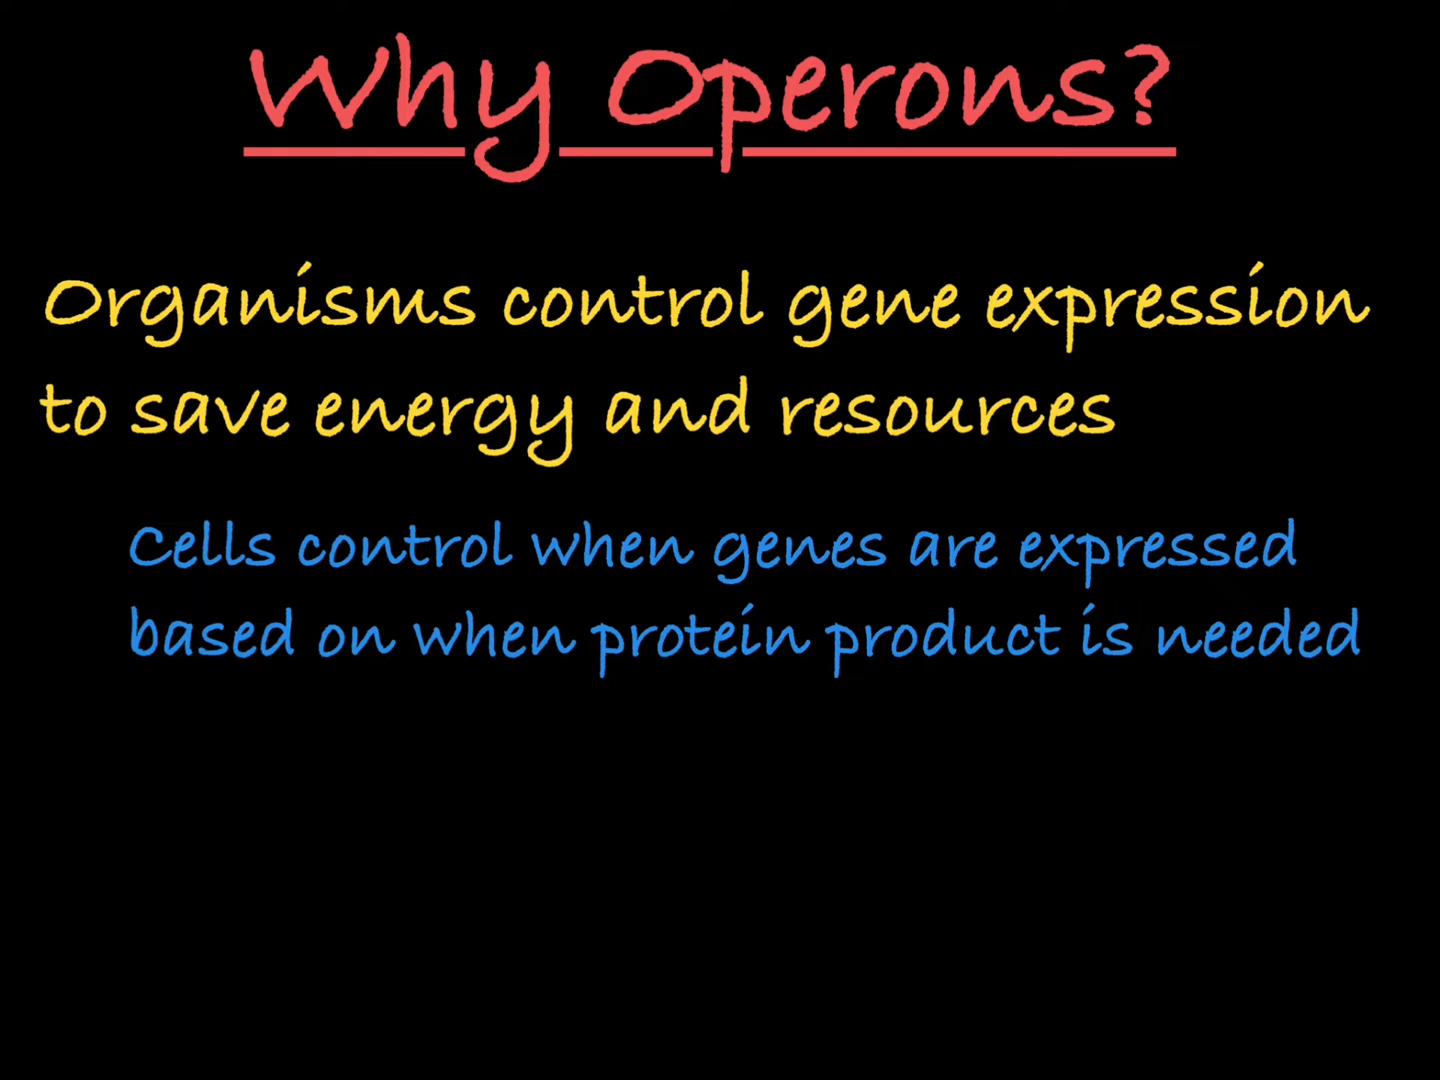 Why Operons?
Organisms control gene expression
to save energy and resources
Cells control when genes are expressed
based on when protein product is needed